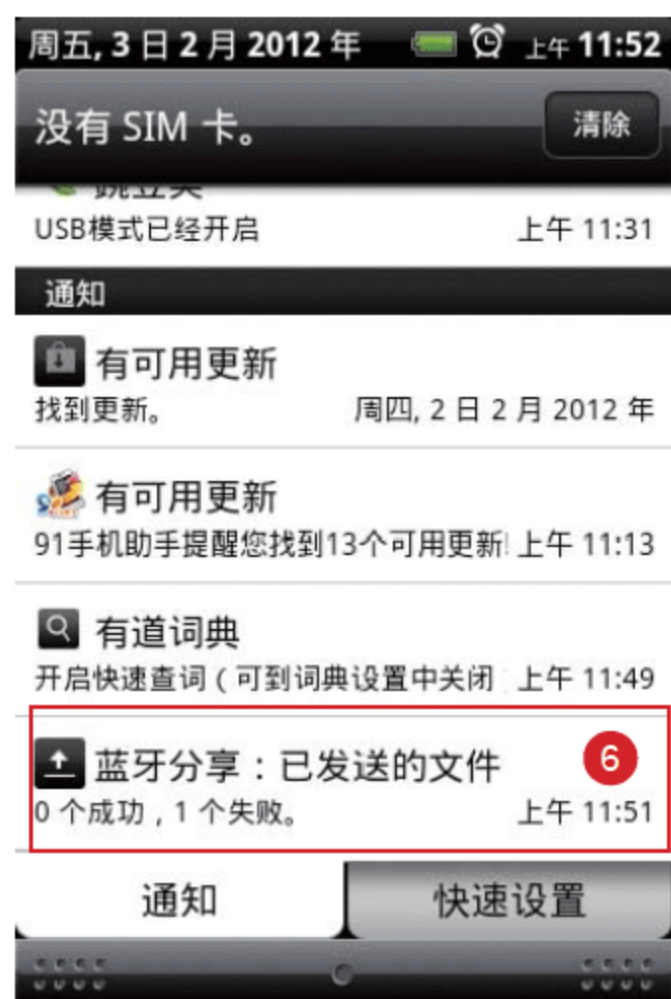 周五, 3 日 2 月 2012 年 上午 11:52
没有 SIM 卡。 清除
豌豆荚
USB模式已经开启 上午 11:31
通知
有可用更新
找到更新。 周四, 2 日 2 月 2012 年
有可用更新
91手机助手提醒您找到13个可用更新! 上午 11:13
有道词典
开启快速查词（可到词典设置中关闭 上午 11:49
蓝牙分享：已发送的文件 6
0 个成功，1 个失败。 上午 11:51
通知 快速设置